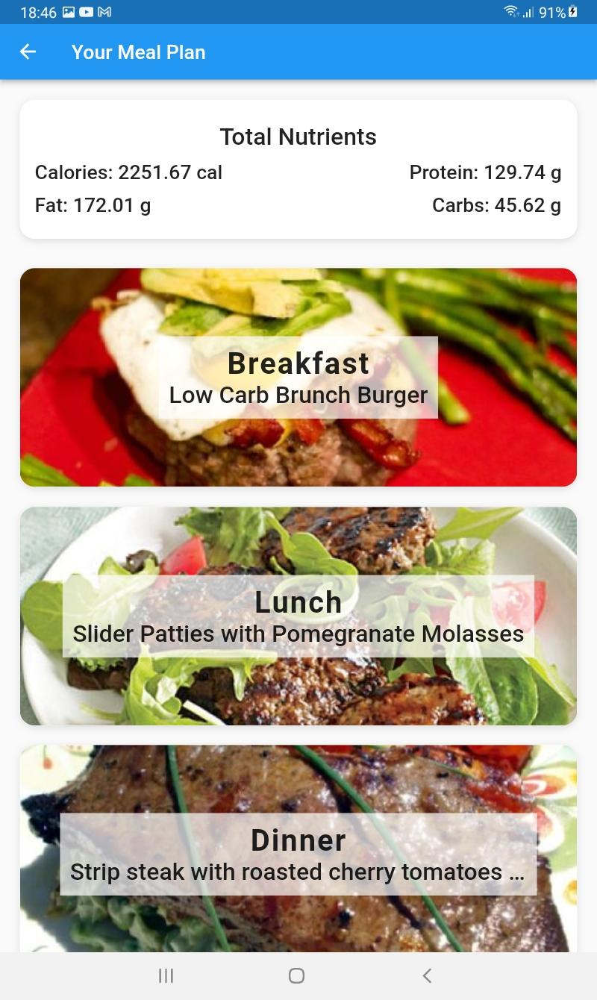 18:46 91%
Your Meal Plan
Total Nutrients
Calories: 2251.67 cal Protein: 129.74 g
Fat: 172.01 g Carbs: 45.62 g
Breakfast
Low Carb Brunch Burger
Lunch
Slider Patties with Pomegranate Molasses
Dinner
Strip steak with roasted cherry tomatoes ...